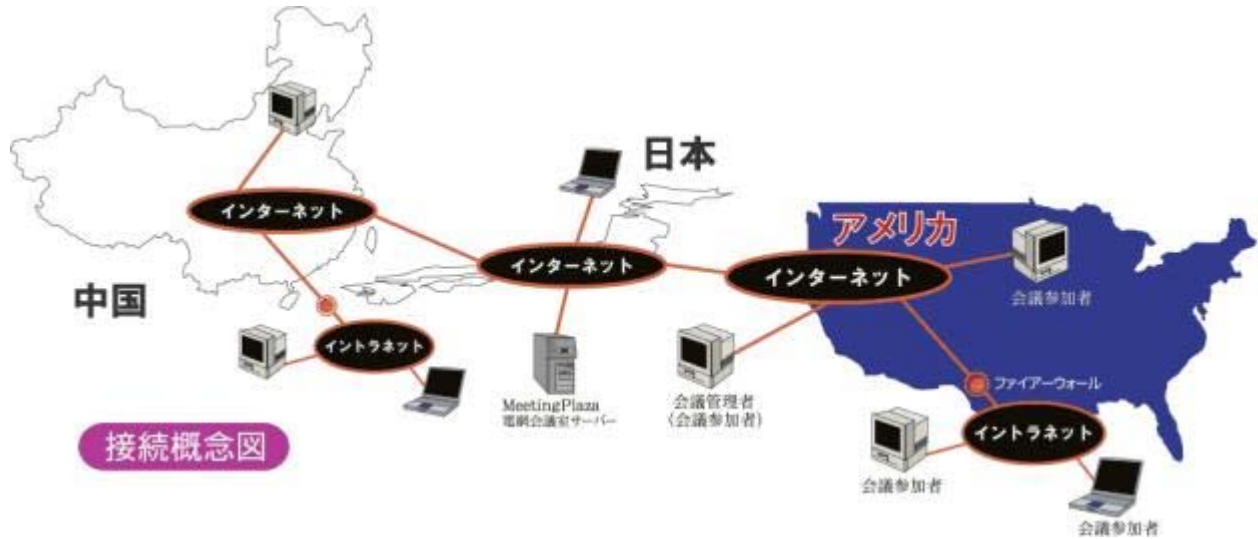 日本
アメリカ
インターネット
インターネット
インターネット
会議参加者
中国
イントラネット
MeetingPlaza
電網会議室サーバー
会議管理者
(会議参加者)
ファイアーウォール
イントラネット
接続概念図
会議参加者
会議参加者